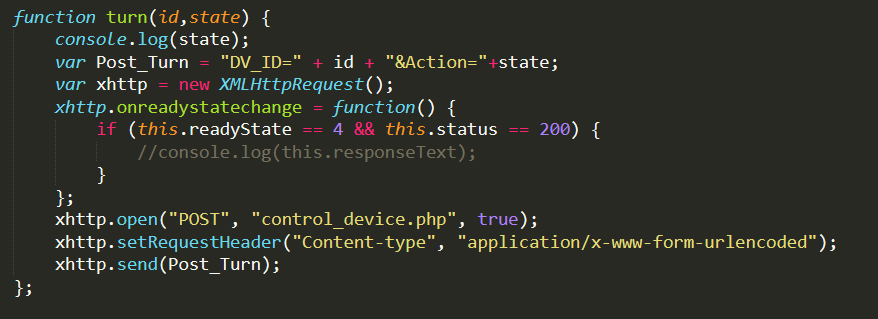 function turn(id,state) {
console.log(state);
var Post_Turn = "DV_ID=" + id + "&Action="+state;
var xhttp = new XMLHttpRequest();
xhttp.onreadystatechange = function() {
if (this.readyState == 4 && this.status == 200) {
//console.log(this.responseText);
}
};
xhttp.open("POST", "control_device.php", true);
xhttp.setRequestHeader("Content-type", "application/x-www-form-urlencoded");
xhttp.send(Post_Turn);
};